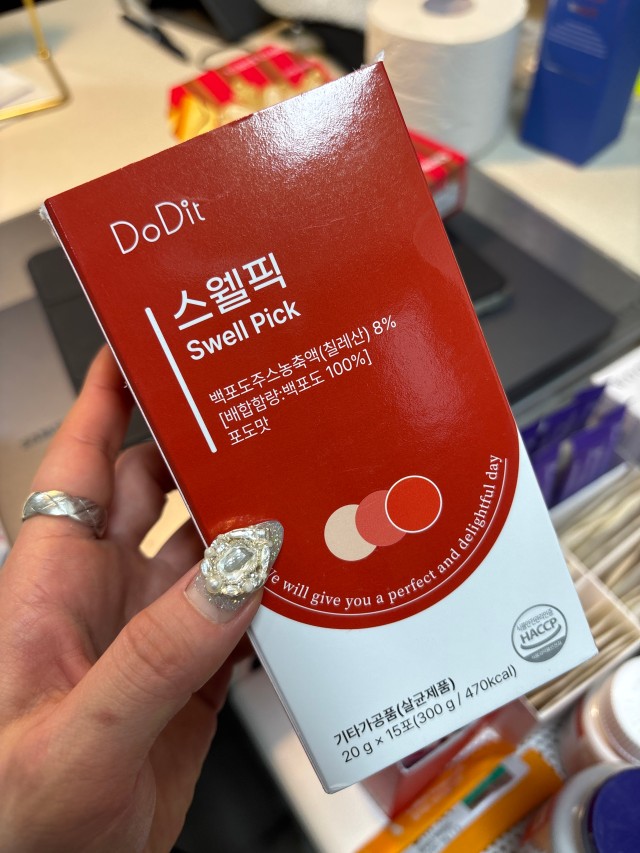 DoDit
스웰픽
Swell Pick
백포도주스농축액(칠레산) 8%
[배합함량:백포도 100%]
포도맛
We will give you a perfect and delightful day
HACCP
기타가공품(살균제품)
20 g × 15포(300 g / 470kcal)